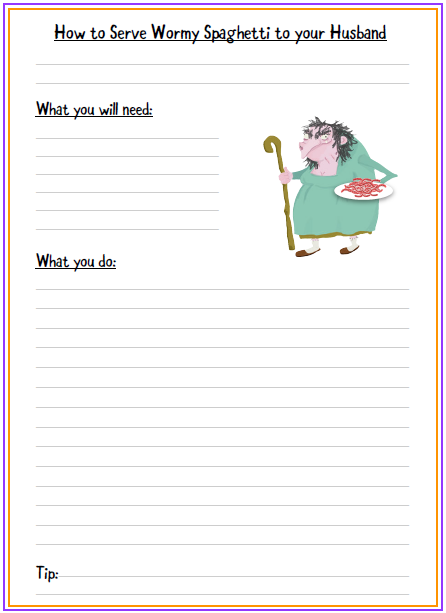 How to Serve Wormy Spaghetti to your Husband
What you will need:
What you do:
Tip: